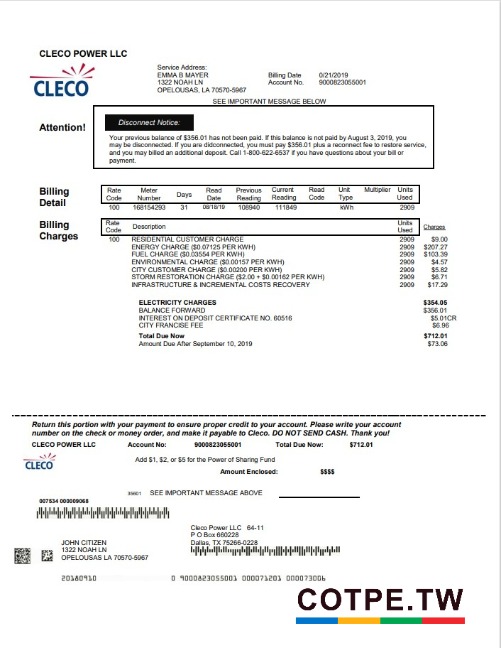 CLECO POWER LLC
CLECO
Service Address:
EMMA B MAYER
1322 NOAH LN
OPELOUSAS, LA 70570-5967
Billing Date 0/21/2019
Account No. 9000823055001
SEE IMPORTANT MESSAGE BELOW
Attention!
Disconnect Notice:
Your previous balance of $356.01 has not been paid. If this balance is not paid by August 3, 2019, you
may be disconnected. If you are didconnected, you must pay $356.01 plus a reconnect fee to restore service,
and you may billed an additional deposit. Call 1-800-622-6537 if you have questions about your bill or
payment.
Billing Detail
Rate Code Meter Number Days Read Date Previous Reading Current Reading Read Code Unit Type Multiplier Units Used
100 168154293 31 08/18/19 108940 111849 kWh 2909
Billing Charges
Rate Code Description Units Used Charges
100 RESIDENTIAL CUSTOMER CHARGE 2909 $9.00
ENERGY CHARGE ($0.07125 PER KWH) 2909 $207.27
FUEL CHARGE ($0.03554 PER KWH) 2909 $103.39
ENVIRONMENTAL CHARGE ($0.00157 PER KWH) 2909 $4.57
CITY CUSTOMER CHARGE ($0.00200 PER KWH) 2909 $5.82
STORM RESTORATION CHARGE ($2.00 + $0.00162 PER KWH) 2909 $6.71
INFRASTRUCTURE & INCREMENTAL COSTS RECOVERY 2909 $17.29
ELECTRICITY CHARGES $354.05
BALANCE FORWARD $356.01
INTEREST ON DEPOSIT CERTIFICATE NO. 60516 $5.01CR
CITY FRANCISE FEE $6.96
Total Due Now $712.01
Amount Due After September 10, 2019 $73.06
Return this portion with your payment to ensure proper credit to your account. Please write your account
number on the check or money order, and make it payable to Cleco. DO NOT SEND CASH. Thank you!
CLECO POWER LLC Account No: 9000823055001 Total Due Now: $712.01
CLECO
Add $1, $2, or $5 for the Power of Sharing Fund
Amount Enclosed: $$$$
35601 SEE IMPORTANT MESSAGE ABOVE
007534 000009068
Cleco Power LLC 64-11
P O Box 660228
Dallas, TX 75266-0228
JOHN CITIZEN
1322 NOAH LN
OPELOUSAS LA 70570-5967
20180910 0 9000823055001 000071201 000073006
COTPE.TW